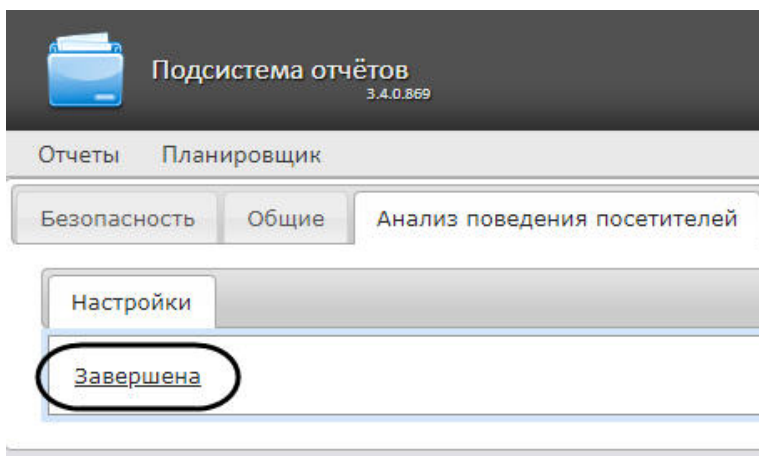 Подсистема отчётов
3.4.0.869
Отчеты Планировщик
Безопасность Общие Анализ поведения посетителей
Настройки
Завершена